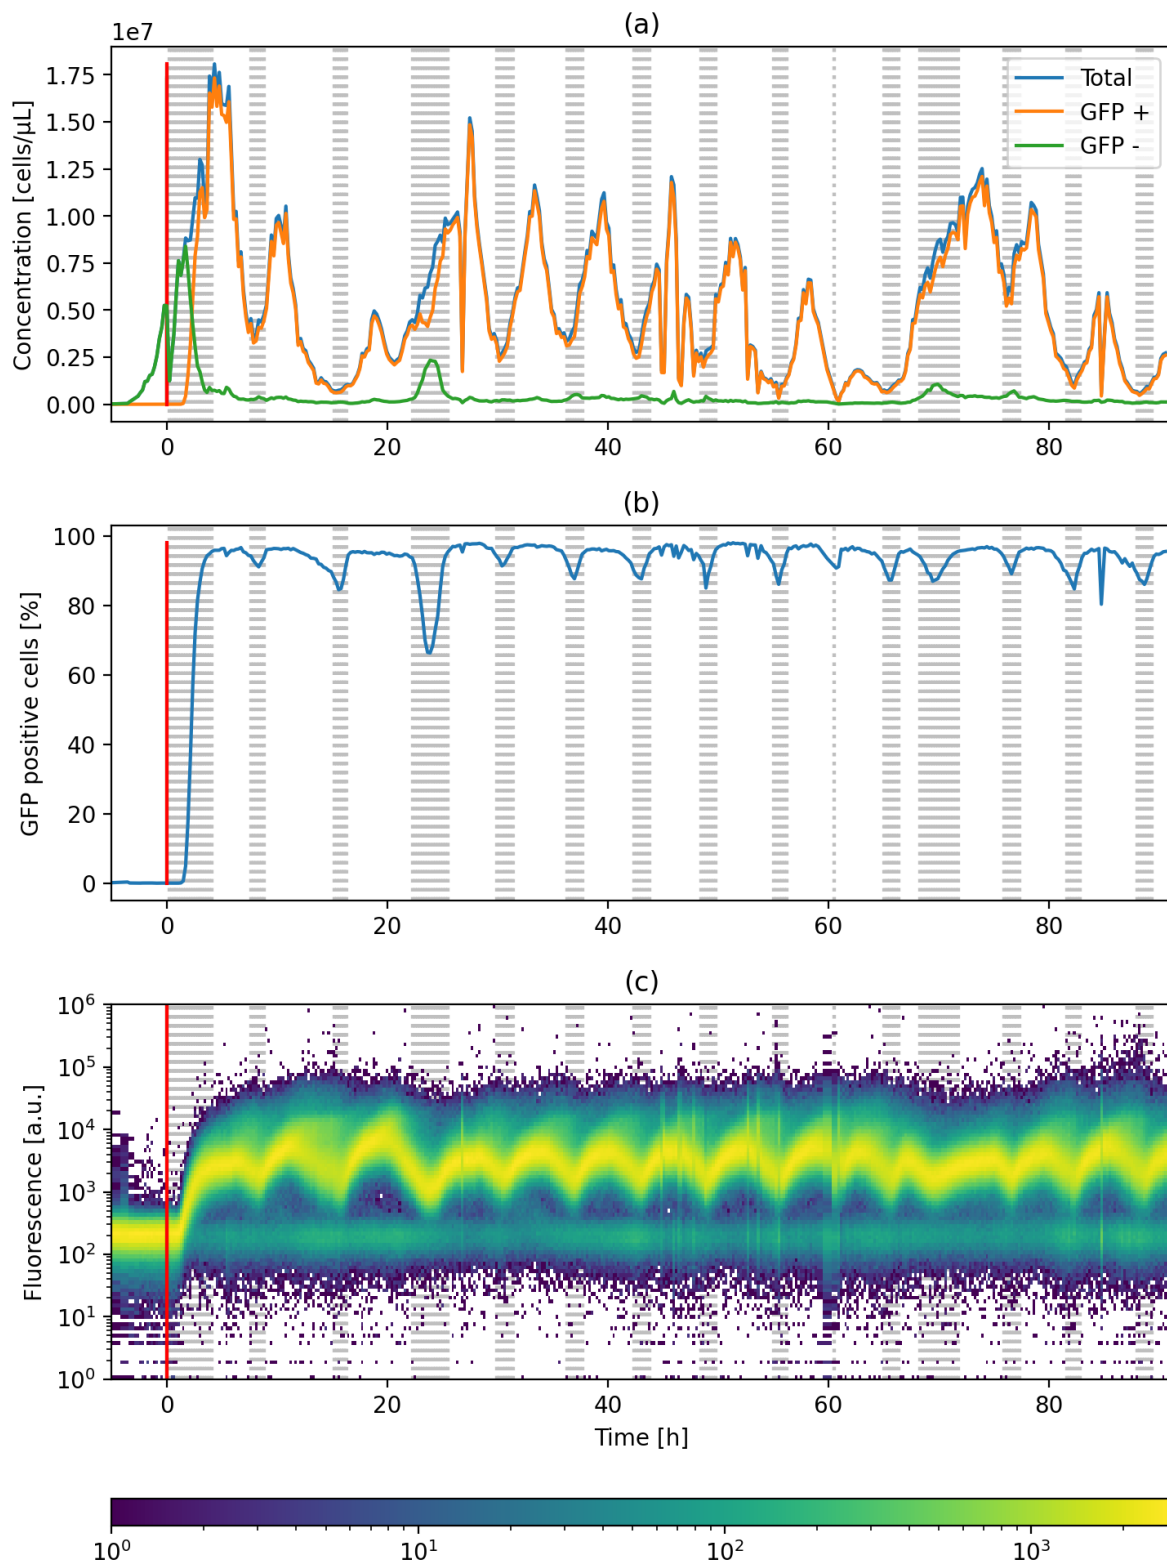 (a)
1e7
Concentration [cells/µL]
1.75
1.50
1.25
1.00
0.75
0.50
0.25
0.00
Total
GFP +
GFP -
0 20 40 60 80
(b)
GFP positive cells [%]
100
80
60
40
20
0
0 20 40 60 80
(c)
Fluorescence [a.u.]
10⁶
10⁵
10⁴
10³
10²
10¹
10⁰
0 20 40 60 80
Time [h]
10⁰ 10¹ 10² 10³